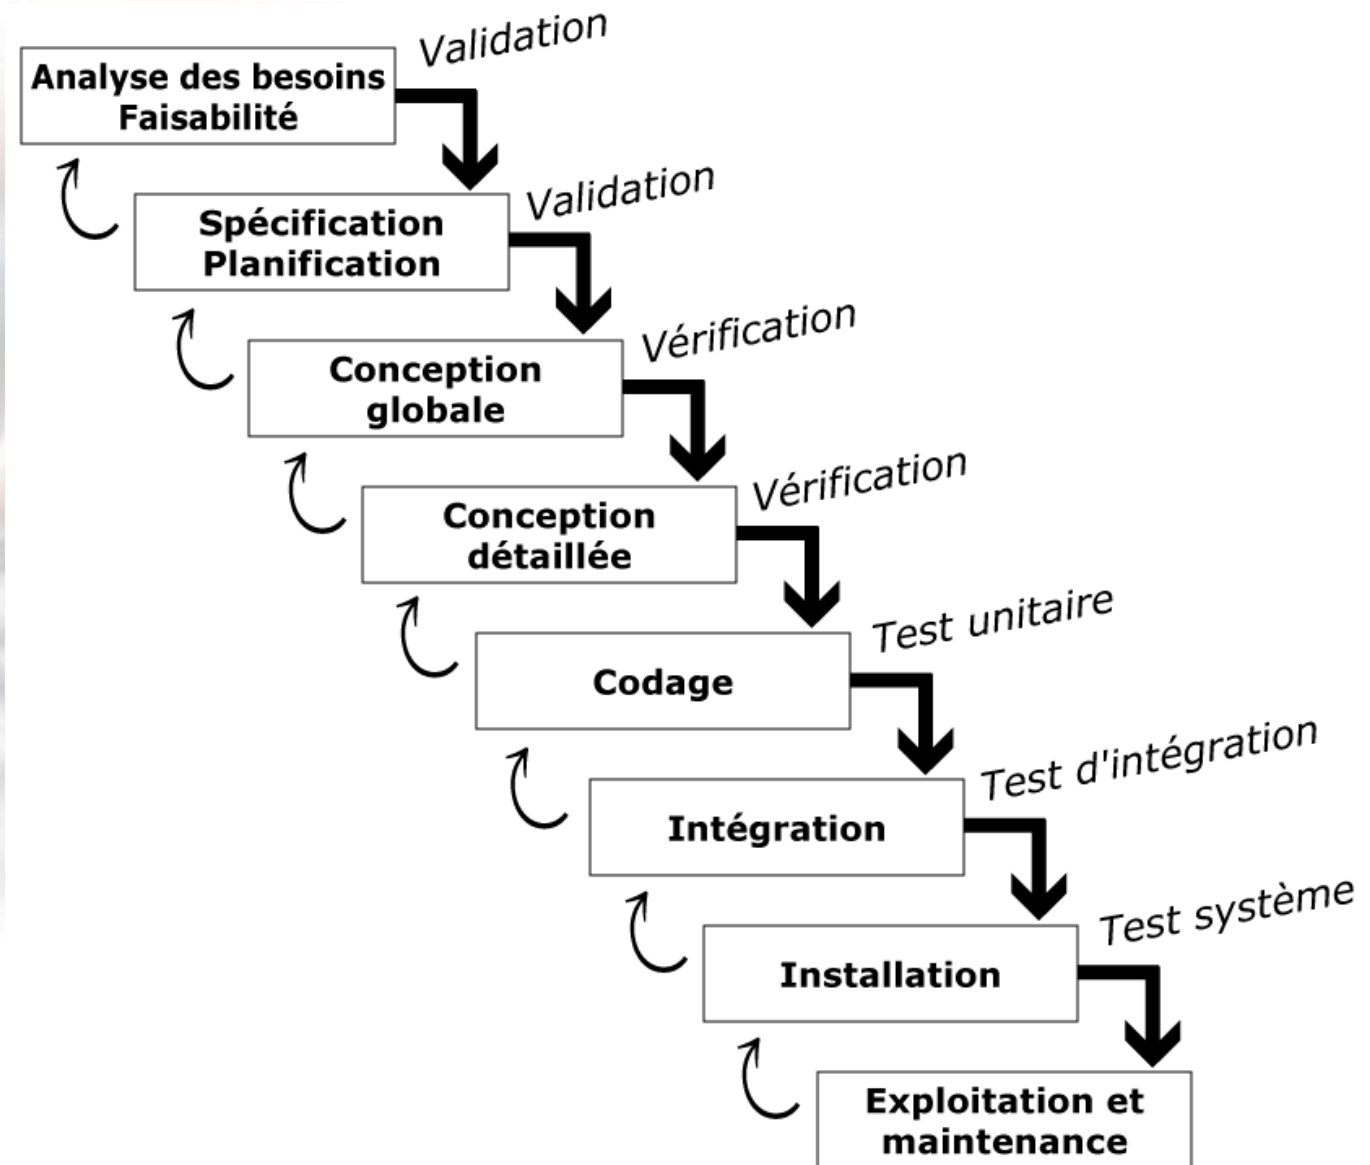 Validation
Analyse des besoins
Faisabilité
Validation
Spécification
Planification
Vérification
Conception
globale
Vérification
Conception
détaillée
Test unitaire
Codage
Test d'intégration
Intégration
Test système
Installation
Exploitation et
maintenance